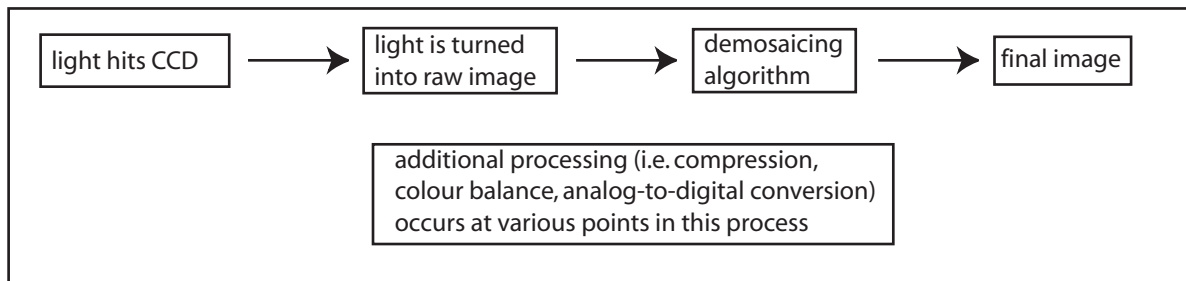 light hits CCD
light is turned
into raw image
demosaicing
algorithm
final image
additional processing (i.e. compression,
colour balance, analog-to-digital conversion)
occurs at various points in this process